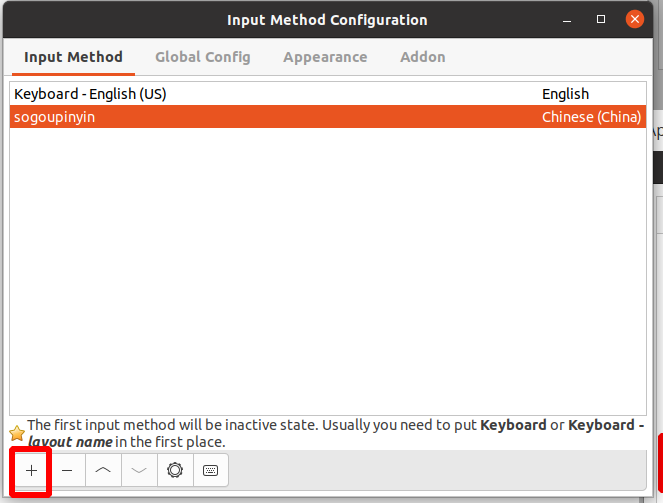 Input Method Configuration
Input Method Global Config Appearance Addon
Keyboard - English (US) English
sogoupinyin Chinese (China)
The first input method will be inactive state. Usually you need to put Keyboard or Keyboard -
layout name in the first place.